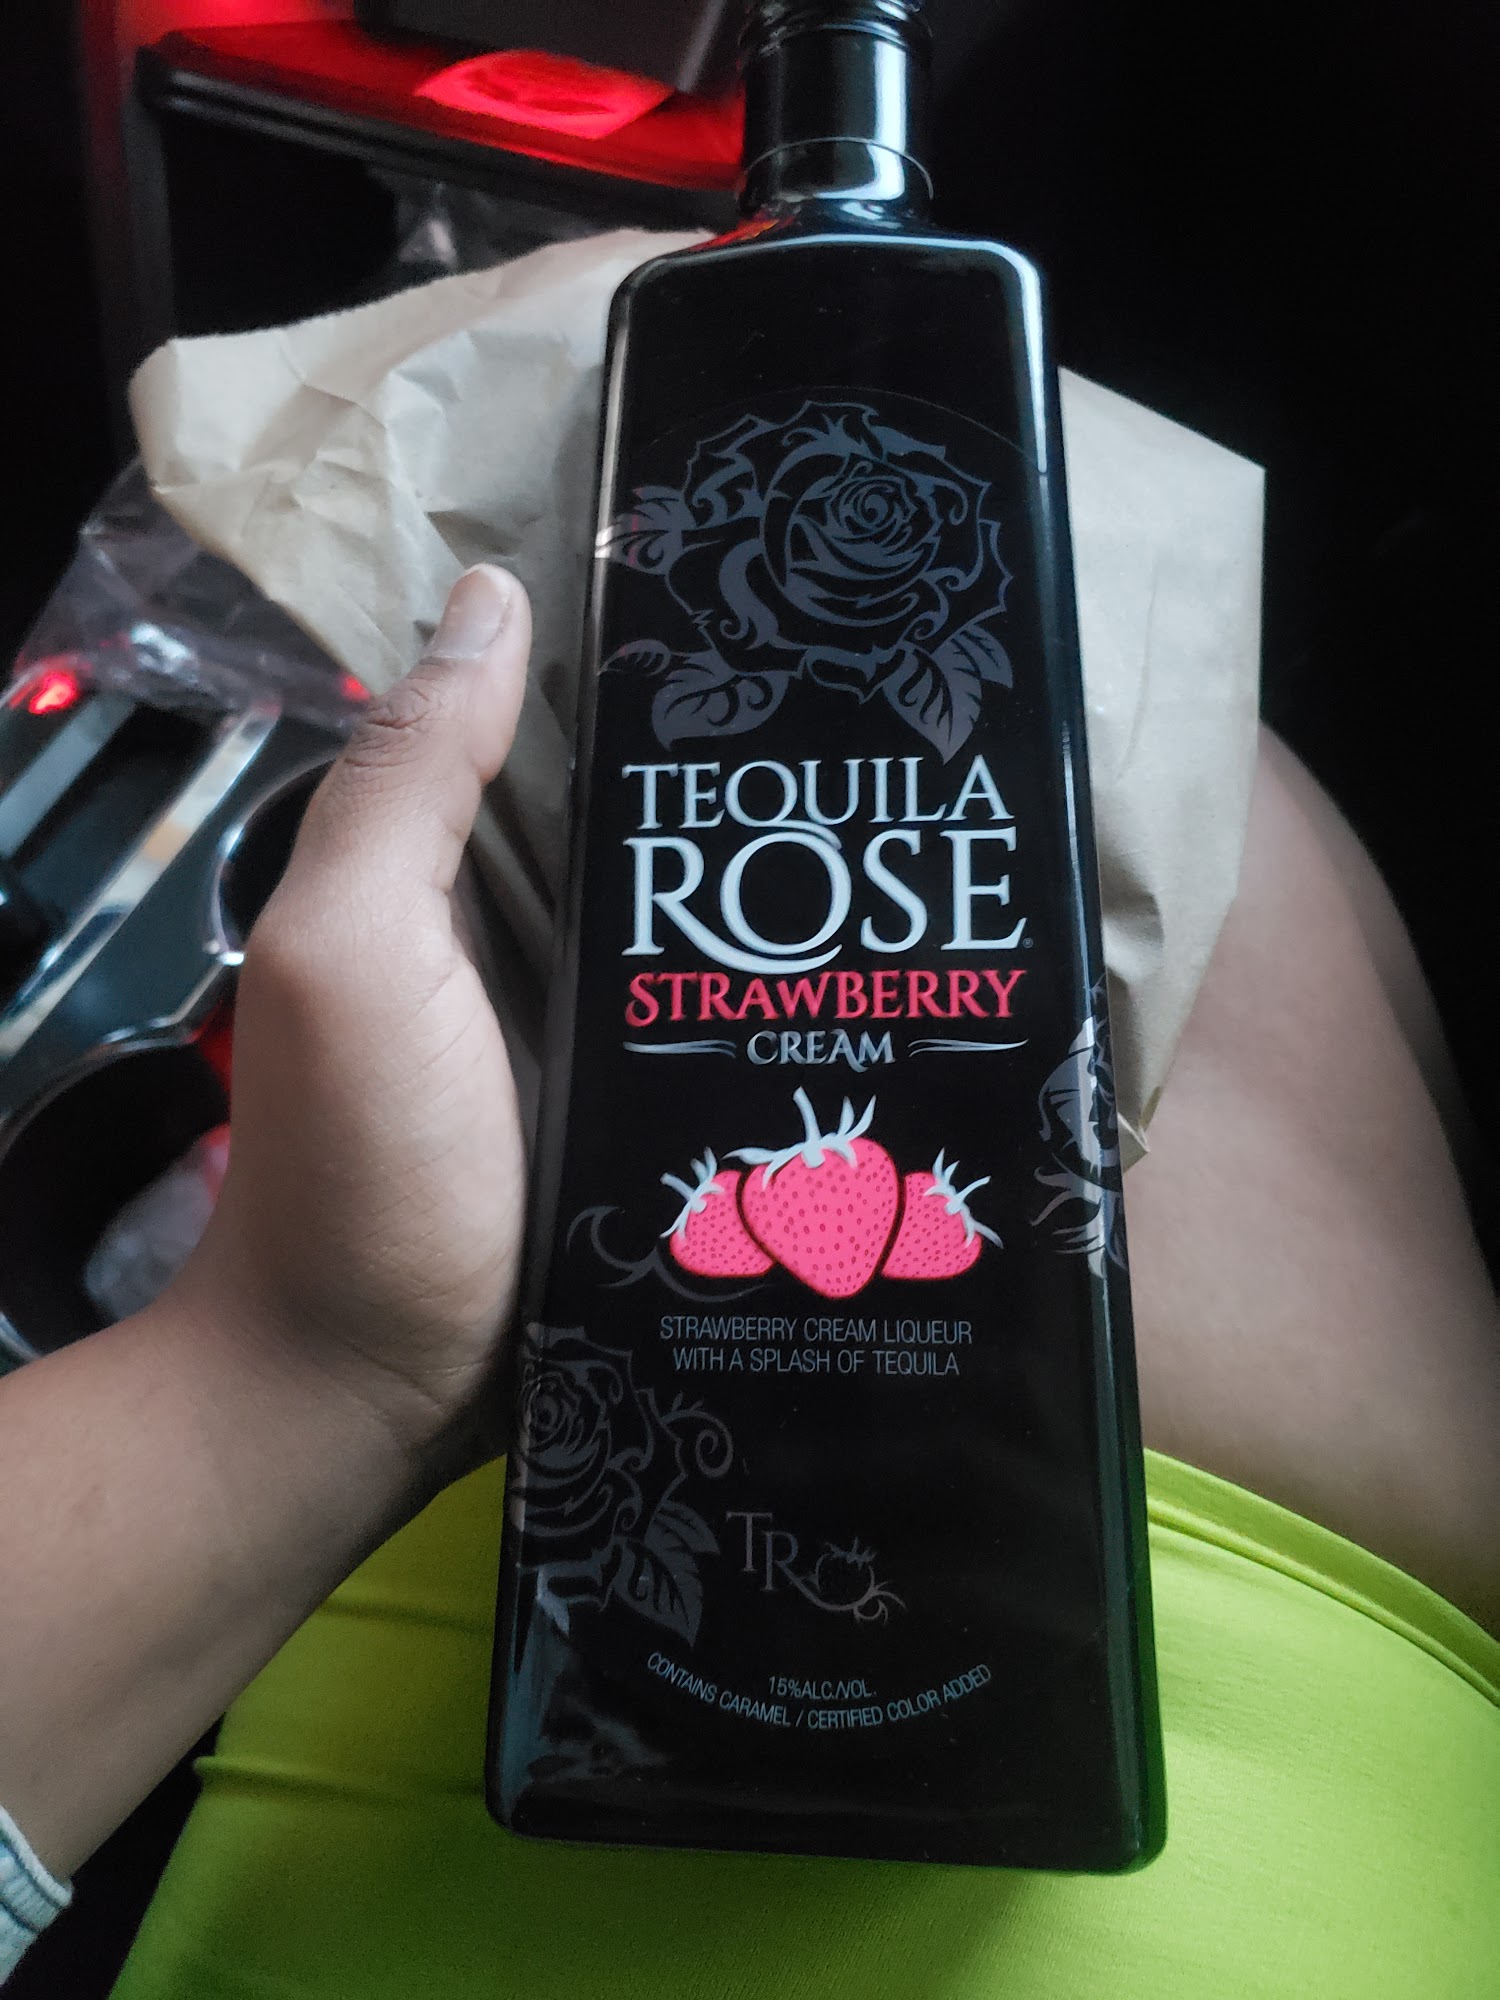 TEQUILA
ROSE®
STRAWBERRY
CREAM
STRAWBERRY CREAM LIQUEUR
WITH A SPLASH OF TEQUILA
TR
15%ALC./VOL.
CONTAINS CARAMEL / CERTIFIED COLOR ADDED